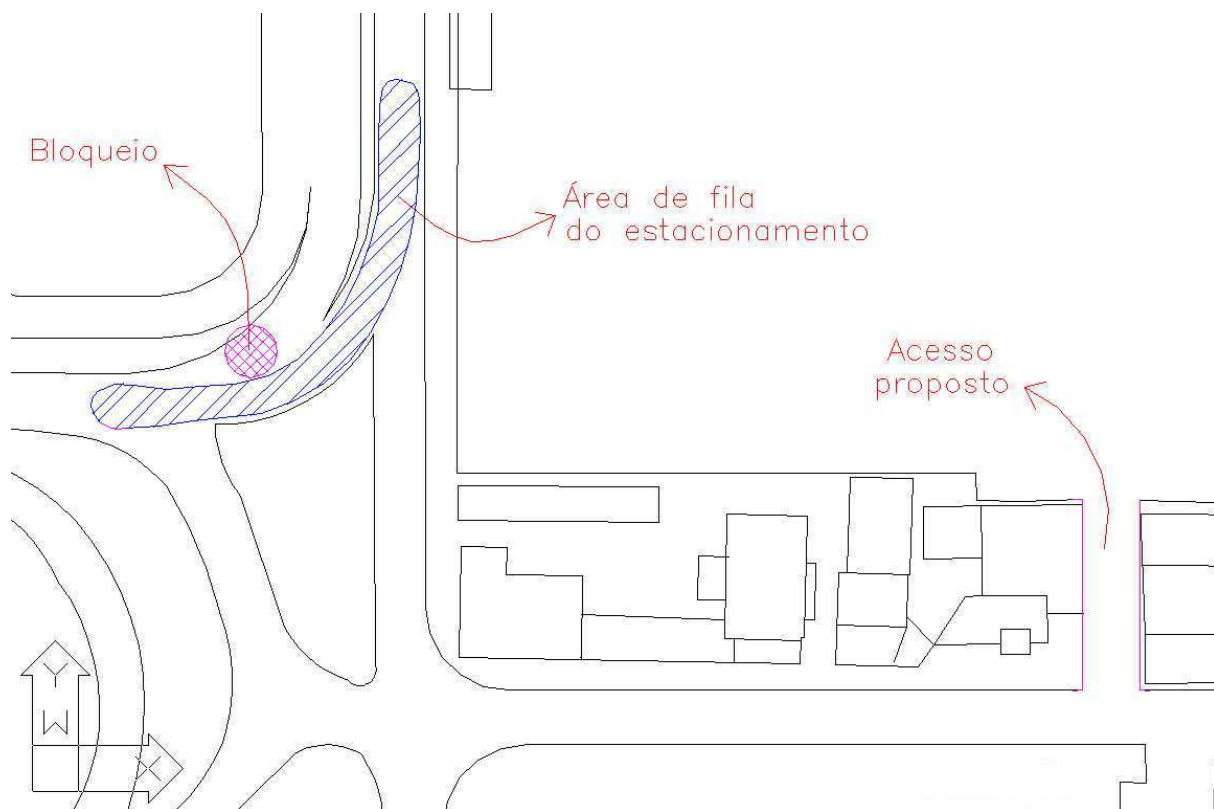 Bloqueio
Área de fila
do estacionamento
Acesso
proposto
Y
W
X